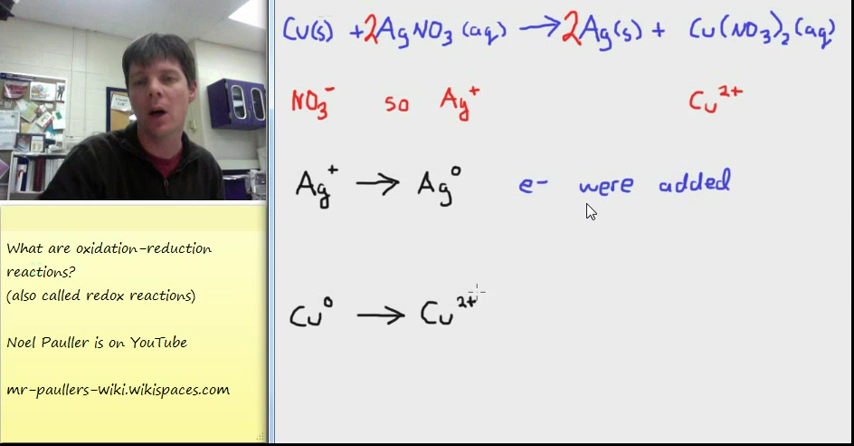 Cu(s) + 2AgNO₃ (aq) → 2Ag(s) + Cu(NO₃)₂ (aq)
NO₃⁻ so Ag⁺ Cu²⁺
Ag⁺ → Ag⁰ e- were added
Cu⁰ → Cu²⁺
What are oxidation-reduction
reactions?
(also called redox reactions)
Noel Pauller is on YouTube
mr-paullers-wiki.wikispaces.com